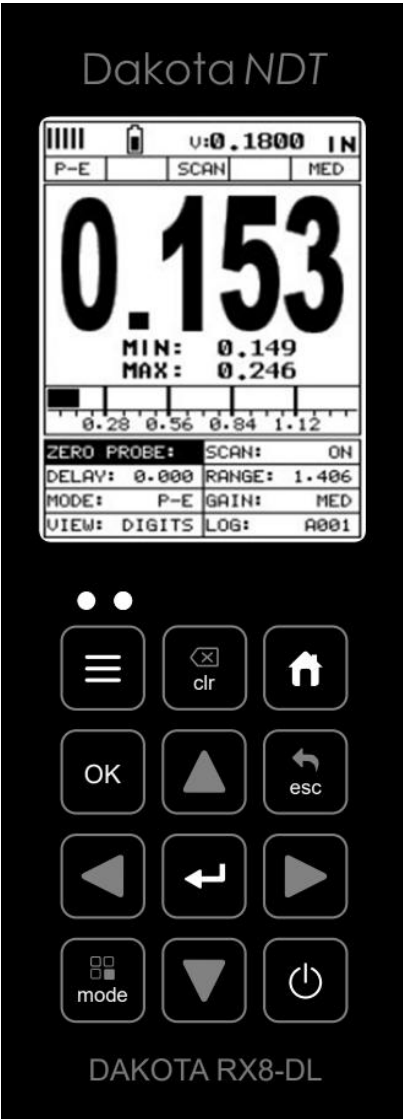 Dakota NDT
V:0.1800 IN
P-E SCAN MED
0.153
MIN: 0.149
MAX: 0.246
0.28 0.56 0.84 1.12
ZERO PROBE: SCAN: ON
DELAY: 0.000 RANGE: 1.406
MODE: P-E GAIN: MED
VIEW: DIGITS LOG: A001
clr
OK
esc
mode
DAKOTA RX8-DL